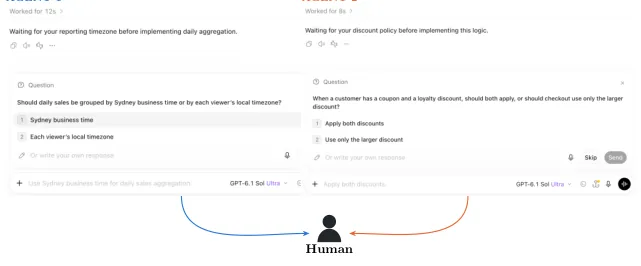 Worked for 12s >
Waiting for your reporting timezone before implementing daily aggregation.
Question
Should daily sales be grouped by Sydney business time or by each viewer's local timezone?
1 Sydney business time
2 Each viewer's local timezone
Or write your own response
+ Use Sydney business time for daily sales aggregation
GPT-6.1 Sol Ultra
Worked for 8s >
Waiting for your discount policy before implementing this logic.
Question
When a customer has a coupon and a loyalty discount, should both apply, or should checkout use only the larger
discount?
1 Apply both discounts
2 Use only the larger discount
Or write your own response
Skip
Send
+ Apply both discounts.
GPT-6.1 Sol Ultra
Human